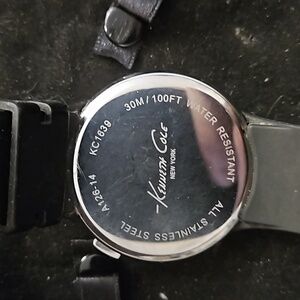 30M/100FT WATER RESISTANT
ALL STAINLESS STEEL
A126-14 KC1639
KENNETH COLE
NEW YORK